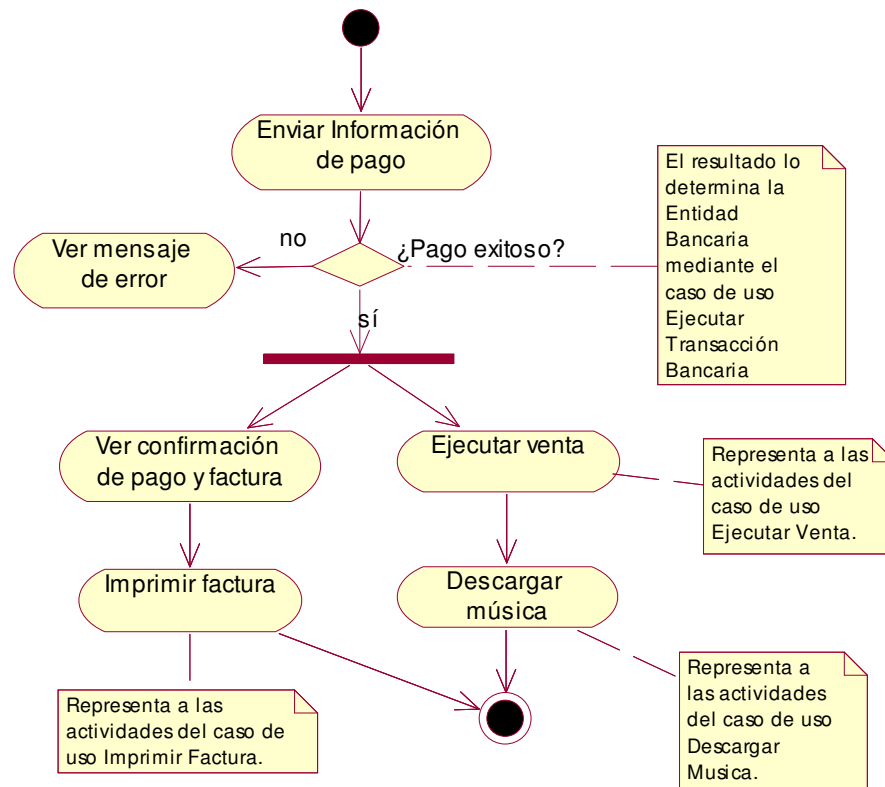 Enviar Información
de pago
El resultado lo
determina la
Entidad
Bancaria
mediante el
caso de uso
Ejecutar
Transacción
Bancaria
no
¿Pago exitoso?
Ver mensaje
de error
sí
Ver confirmación
de pago y factura
Ejecutar venta
Representa a las
actividades del
caso de uso
Ejecutar Venta.
Imprimir factura
Descargar
música
Representa a las
actividades del caso de
uso Imprimir Factura.
Representa a
las actividades
del caso de uso
Descargar
Musica.